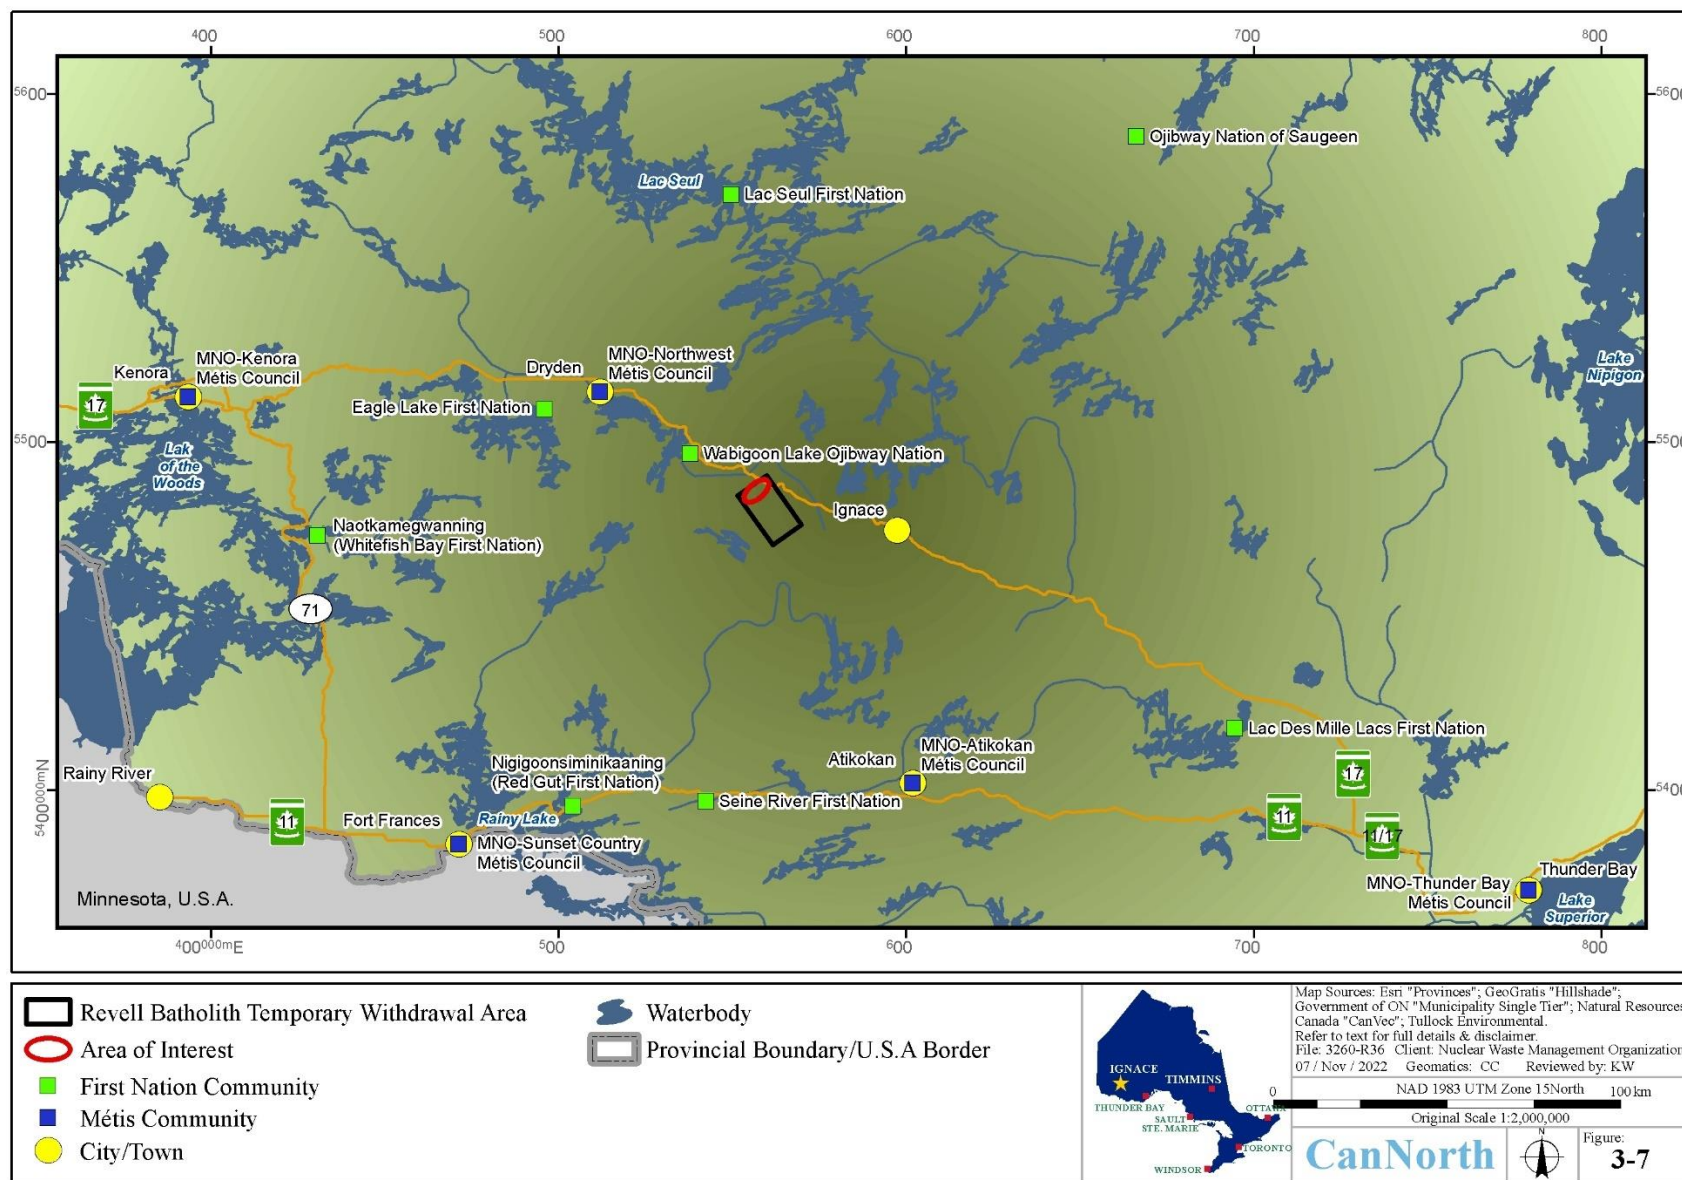 400
500
600
700
800
5600
5600
Ojibway Nation of Saugeen
Lac Seul
Lac Seul First Nation
Lake
Nipigon
Kenora
MNO-Kenora
Métis Council
Dryden
MNO-Northwest
Métis Council
17
Eagle Lake First Nation
5500
5500
Lak
of the
Woods
Wabigoon Lake Ojibway Nation
Ignace
Naotkamegwanning
(Whitefish Bay First Nation)
71
Lac Des Mille Lacs First Nation
Rainy River
Nigigoonsiminikaaning
(Red Gut First Nation)
Atikokan
MNO-Atikokan
Métis Council
17
5400000mN
5400
Seine River First Nation
11
Fort Frances
Rainy Lake
11
11/17
MNO-Sunset Country
Métis Council
MNO-Thunder Bay
Métis Council
Thunder Bay
Lake
Superior
Minnesota, U.S.A.
400000mE
500
600
700
800
Revell Batholith Temporary Withdrawal Area
Area of Interest
First Nation Community
Métis Community
City/Town
Waterbody
Provincial Boundary/U.S.A Border
IGNACE
TIMMINS
THUNDER BAY
SAULT
STE. MARIE
OTTAWA
TORONTO
WINDSOR
Map Sources: Esri "Provinces"; GeoGratis "Hillshade";
Government of ON "Municipality Single Tier"; Natural Resources
Canada "CanVec"; Tullock Environmental.
Refer to text for full details & disclaimer.
File: 3260-R36 Client: Nuclear Waste Management Organization
07 / Nov / 2022 Geomatics: CC Reviewed by: KW
NAD 1983 UTM Zone 15North
0
100 km
Original Scale 1:2,000,000
CanNorth
N
Figure:
3-7